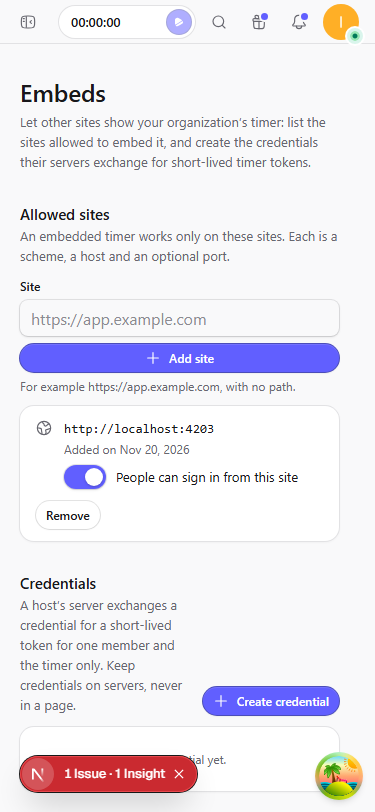 00:00:00
I
Embeds
Let other sites show your organization's timer: list the
sites allowed to embed it, and create the credentials
their servers exchange for short-lived timer tokens.
Allowed sites
An embedded timer works only on these sites. Each is a
scheme, a host and an optional port.
Site
https://app.example.com
Add site
For example https://app.example.com, with no path.
http://localhost:4203
Added on Nov 20, 2026
People can sign in from this site
Remove
Credentials
A host's server exchanges a
credential for a short-lived
token for one member and
the timer only. Keep
credentials on servers, never
in a page.
Create credential
yet.
N
1 Issue · 1 Insight